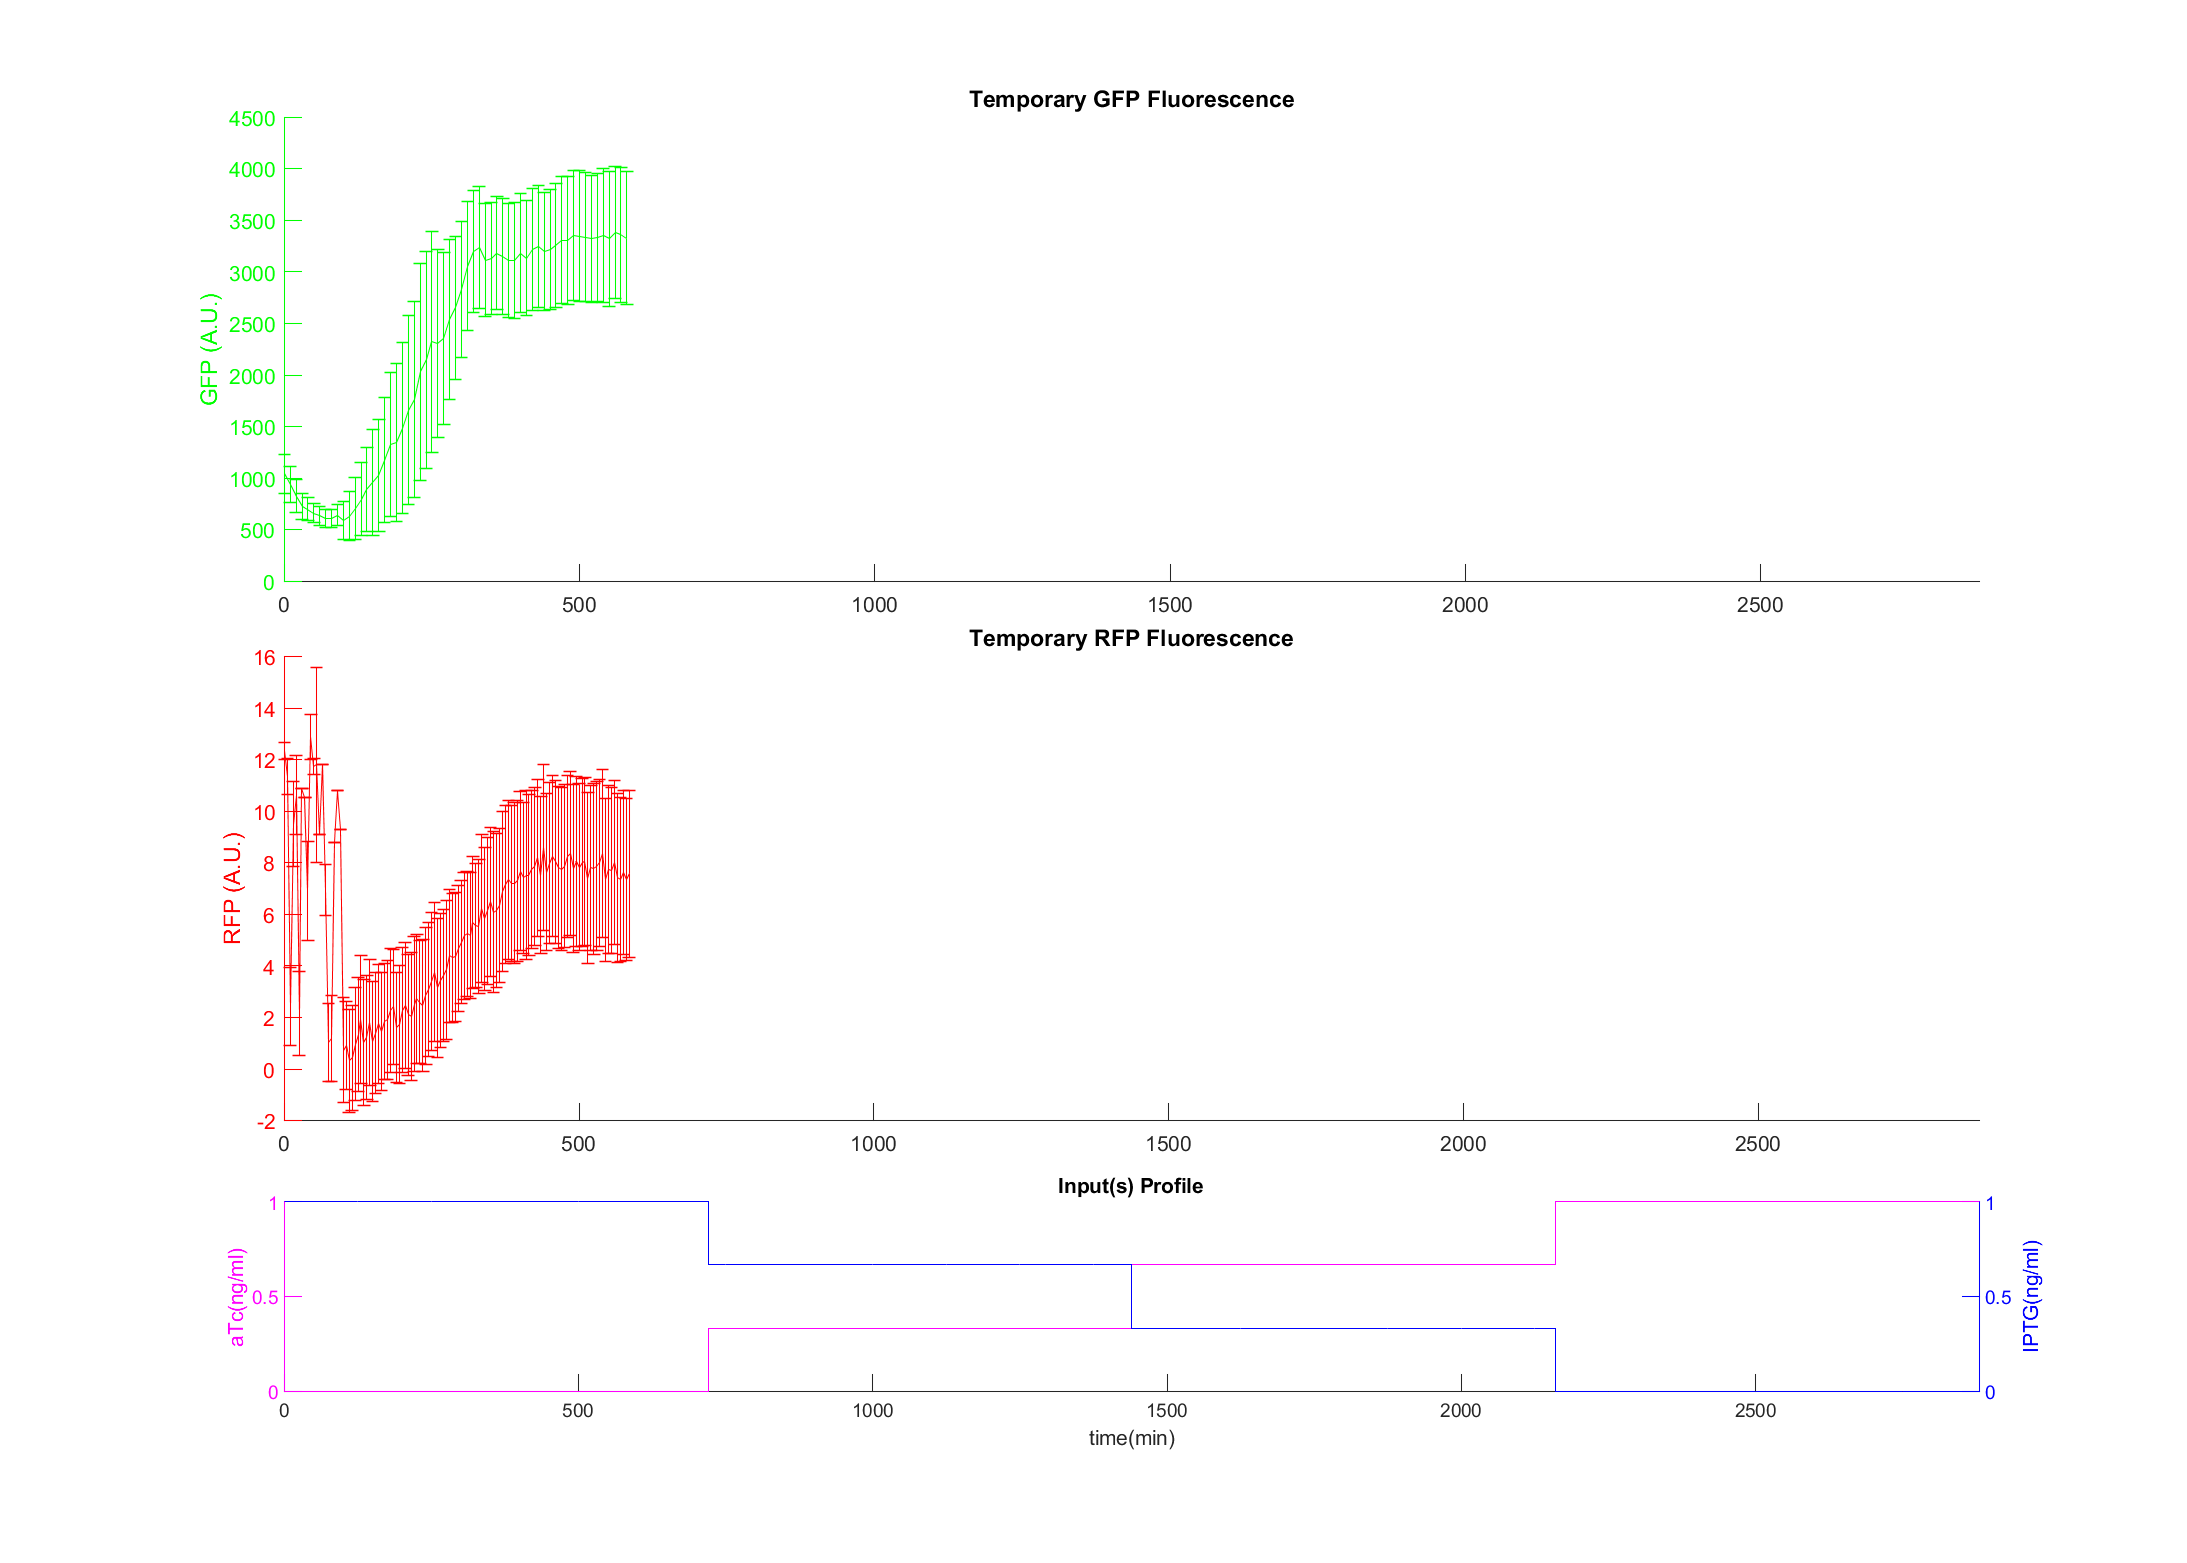 Temporary GFP Fluorescence
4500
4000
3500
3000
2500
2000
1500
1000
500
0
GFP (A.U.)
0 500 1000 1500 2000 2500
Temporary RFP Fluorescence
16
14
12
10
8
6
4
2
0
-2
RFP (A.U.)
0 500 1000 1500 2000 2500
Input(s) Profile
1
0.5
0
aTc(ng/ml)
1
0.5
0
IPTG(ng/ml)
0 500 1000 1500 2000 2500
time(min)